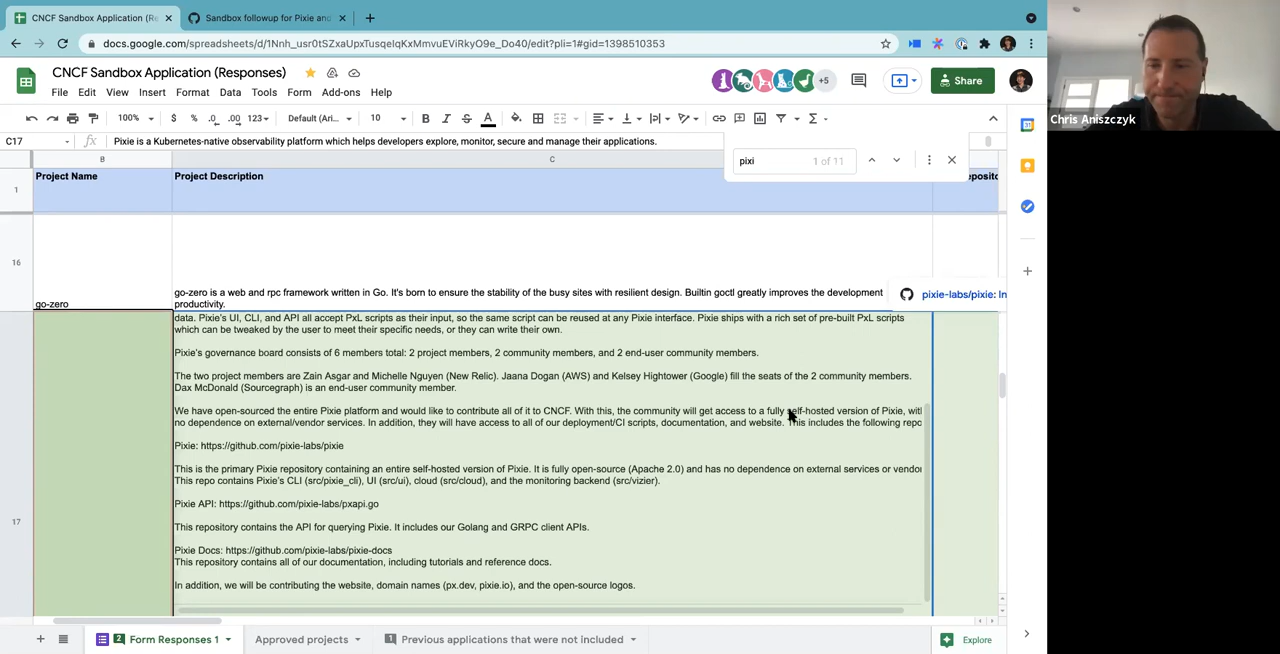 CNCF Sandbox Application (Re
Sandbox followup for Pixie and
docs.google.com/spreadsheets/d/1Nnh_usr0tSZxaUpxTusqelqKxMmvuEViRkyO9e_Do40/edit?pli=1#gid=1398510353
CNCF Sandbox Application (Responses)
File Edit View Insert Format Data Tools Form Add-ons Help
+5
Share
Chris Aniszczyk
100% $ % .0 .00 123 Default (Ari... 10 B I S A
C17 fx Pixie is a Kubernetes-native observability platform which helps developers explore, monitor, secure and manage their applications.
pixi 1 of 11
B C
1 Project Name Project Description eposito
16
go-zero is a web and rpc framework written in Go. It's born to ensure the stability of the busy sites with resilient design. Builtin goctl greatly improves the development
go-zero productivity.
pixie-labs/pixie: In
data. Pixie's UI, CLI, and API all accept PxL scripts as their input, so the same script can be reused at any Pixie interface. Pixie ships with a rich set of pre-built PxL scripts
which can be tweaked by the user to meet their specific needs, or they can write their own.
Pixie's governance board consists of 6 members total: 2 project members, 2 community members, and 2 end-user community members.
The two project members are Zain Asgar and Michelle Nguyen (New Relic). Jaana Dogan (AWS) and Kelsey Hightower (Google) fill the seats of the 2 community members.
Dax McDonald (Sourcegraph) is an end-user community member.
We have open-sourced the entire Pixie platform and would like to contribute all of it to CNCF. With this, the community will get access to a fully self-hosted version of Pixie, with
no dependence on external/vendor services. In addition, they will have access to all of our deployment/CI scripts, documentation, and website. This includes the following repo
Pixie: https://github.com/pixie-labs/pixie
This is the primary Pixie repository containing an entire self-hosted version of Pixie. It is fully open-source (Apache 2.0) and has no dependence on external services or vendor
This repo contains Pixie's CLI (src/pixie_cli), UI (src/ui), cloud (src/cloud), and the monitoring backend (src/vizier).
17
Pixie API: https://github.com/pixie-labs/pxapi.go
This repository contains the API for querying Pixie. It includes our Golang and GRPC client APIs.
Pixie Docs: https://github.com/pixie-labs/pixie-docs
This repository contains all of our documentation, including tutorials and reference docs.
In addition, we will be contributing the website, domain names (px.dev, pixie.io), and the open-source logos.
2 Form Responses 1 Approved projects 1 Previous applications that were not included Explore